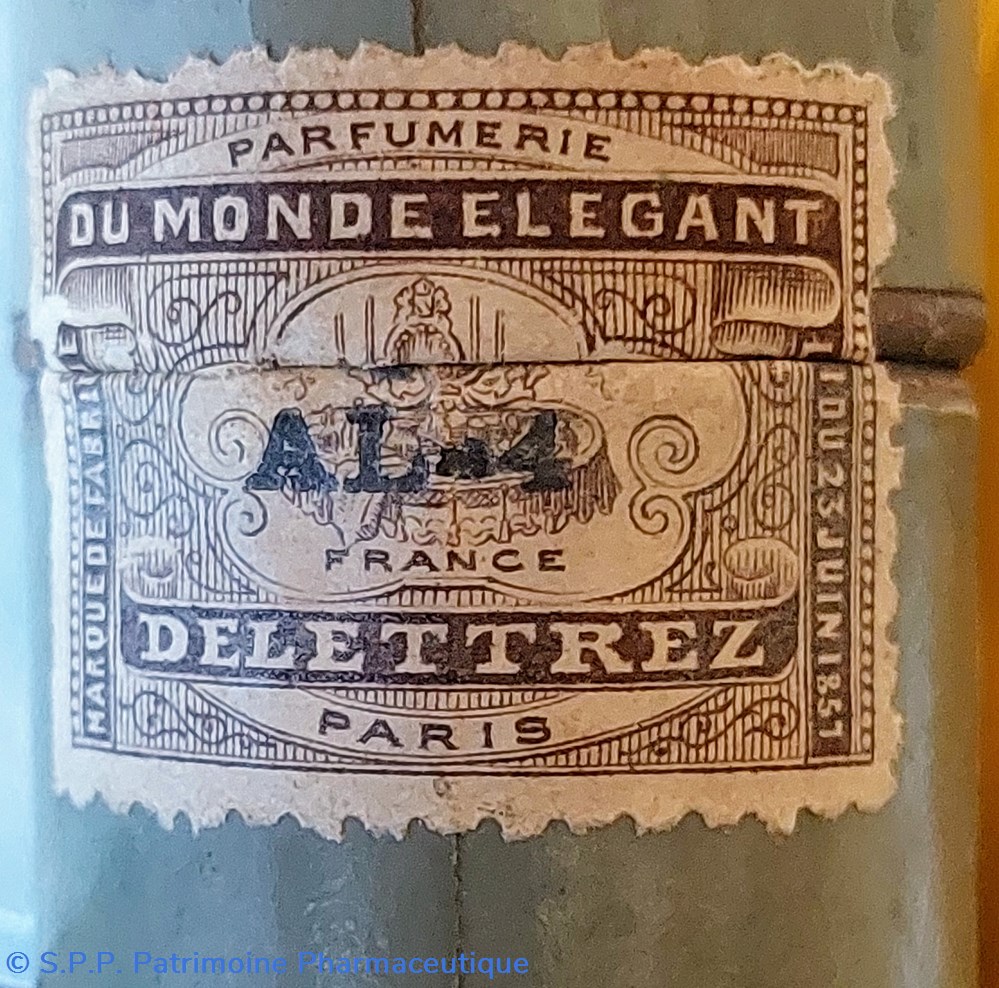 PARFUMERIE
DU MONDE ELEGANT
MARQUE DE FABRI
DU 23 JUIN 1857
AL-4
FRANCE
DELETTREZ
PARIS
© S.P.P. Patrimoine Pharmaceutique